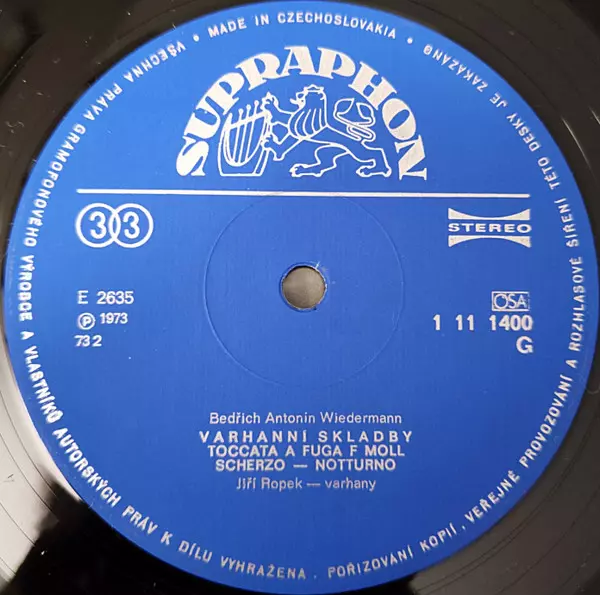 VŠECHNA PRÁVA GRAMOFONOVÉHO VÝROBCE A VLASTNÍKŮ AUTORSKÝCH PRÁV K DÍLU VYHRAŽENA. POŘIZOVÁNÍ KOPIÍ, VEŘEJNÉ PROVOZOVÁNÍ A ROZHLASOVÉ ŠÍŘENÍ TÉTO DESKY JE ZAKÁZÁNO • MADE IN CZECHOSLOVAKIA •
SUPRAPHON
33
STEREO
E 2635
℗ 1973
73 2
OSA
1 11 1400
G
Bedřich Antonín Wiedermann
VARHANNÍ SKLADBY
TOCCATA A FUGA F MOLL
SCHERZO — NOTTURNO
Jiří Ropek — varhany